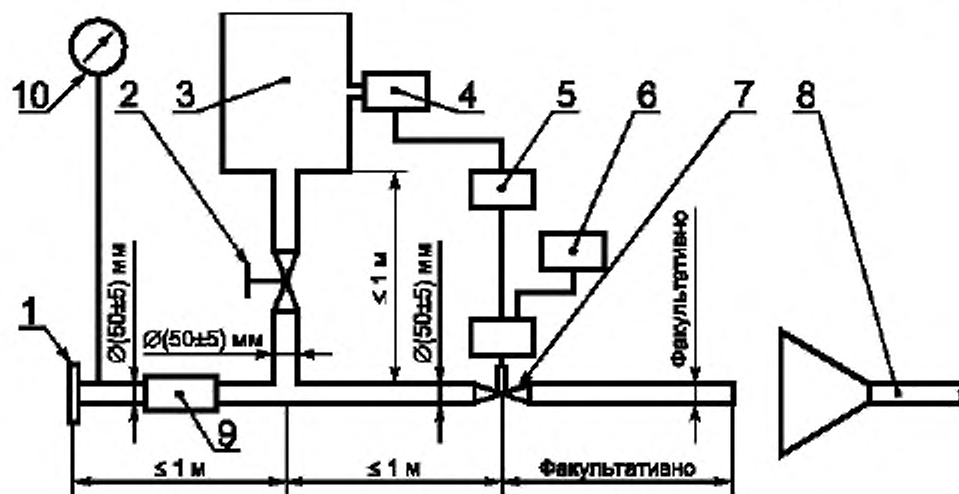 10
2
3
4
5
6
7
8
1
9
Ø(50±5) мм
Ø(50±5) мм
≤ 1 м
Ø(50±5) мм
Факультативно
≤ 1 м
≤ 1 м
Факультативно